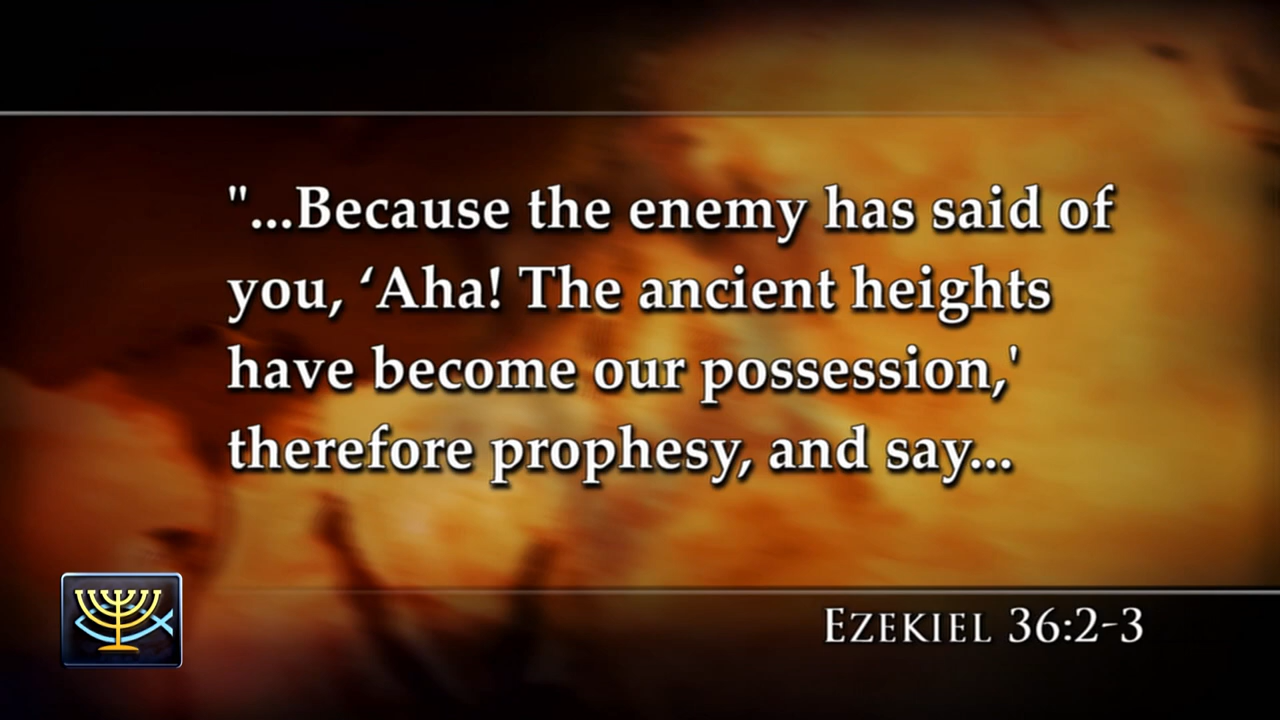 "...Because the enemy has said of
you, ‘Aha! The ancient heights
have become our possession,'
therefore prophesy, and say...
Ezekiel 36:2-3